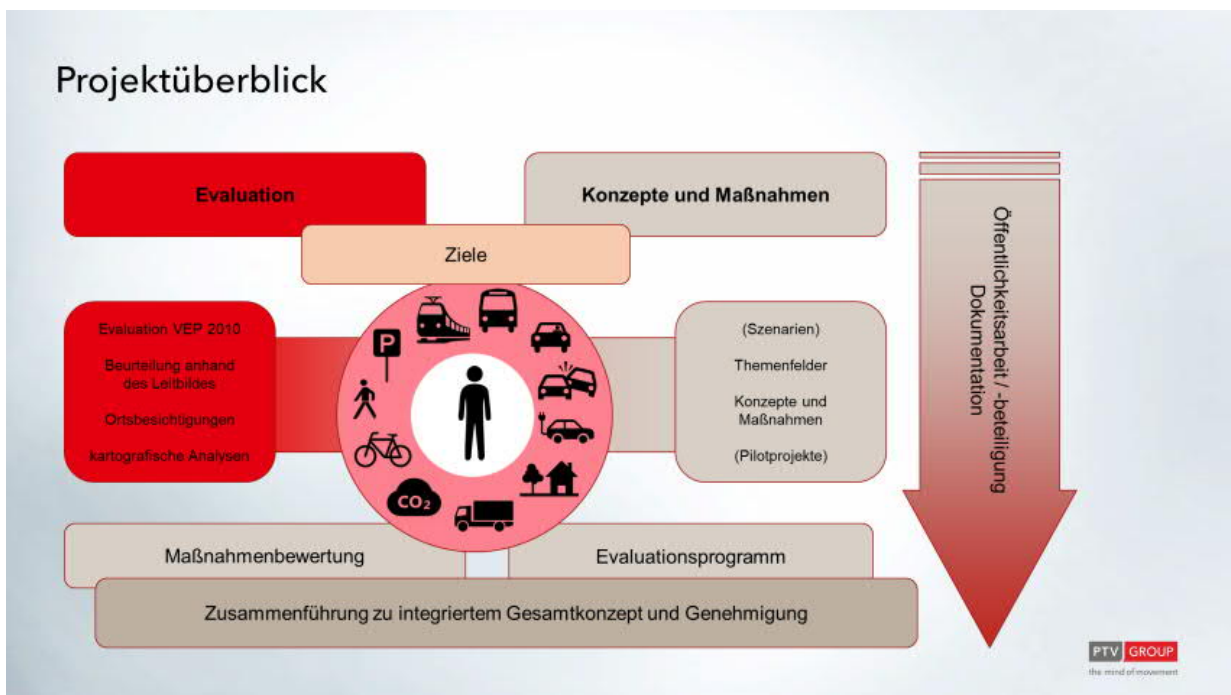 Projektüberblick
Evaluation
Konzepte und Maßnahmen
Ziele
Evaluation VEP 2010
Beurteilung anhand
des Leitbildes
Ortsbesichtigungen
kartografische Analysen
P
CO2
(Szenarien)
Themenfelder
Konzepte und
Maßnahmen
(Pilotprojekte)
Öffentlichkeitsarbeit / -beteiligung
Dokumentation
Maßnahmenbewertung
Evaluationsprogramm
Zusammenführung zu integriertem Gesamtkonzept und Genehmigung
PTV GROUP
the mind of movement